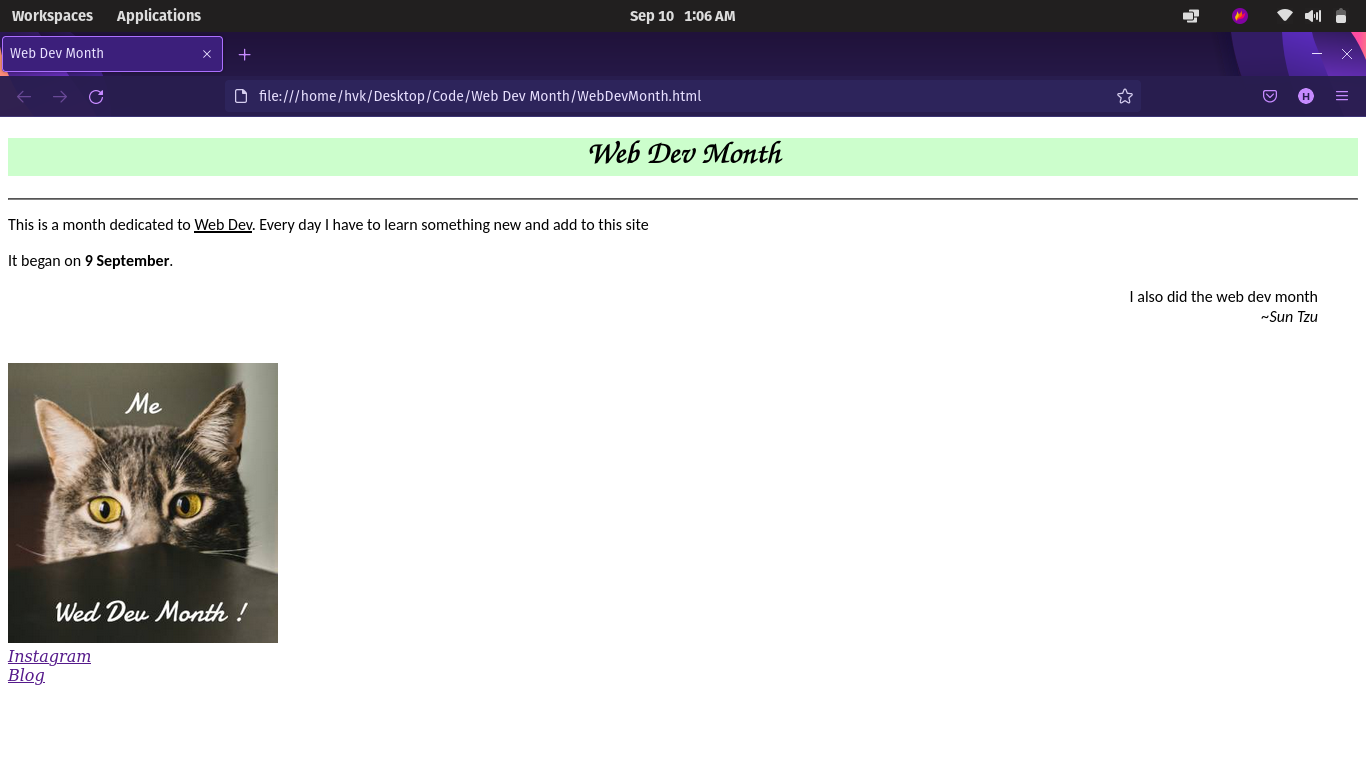 Workspaces Applications Sep 10 1:06 AM
Web Dev Month
file:///home/hvk/Desktop/Code/Web Dev Month/WebDevMonth.html
H
Web Dev Month
This is a month dedicated to Web Dev. Every day I have to learn something new and add to this site
It began on 9 September.
I also did the web dev month
~Sun Tzu
Me
Wed Dev Month !
Instagram
Blog